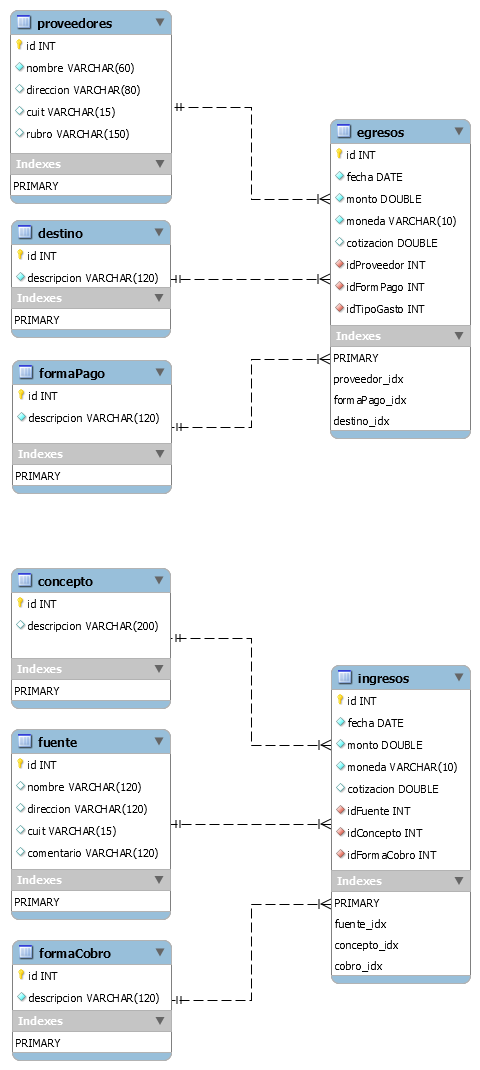 proveedores
id INT
nombre VARCHAR(60)
direccion VARCHAR(80)
cuit VARCHAR(15)
rubro VARCHAR(150)
Indexes
PRIMARY
destino
id INT
descripcion VARCHAR(120)
Indexes
PRIMARY
formaPago
id INT
descripcion VARCHAR(120)
Indexes
PRIMARY
egresos
id INT
fecha DATE
monto DOUBLE
moneda VARCHAR(10)
cotizacion DOUBLE
idProveedor INT
idFormPago INT
idTipoGasto INT
Indexes
PRIMARY
proveedor_idx
formaPago_idx
destino_idx
concepto
id INT
descripcion VARCHAR(200)
Indexes
PRIMARY
fuente
id INT
nombre VARCHAR(120)
direccion VARCHAR(120)
cuit VARCHAR(15)
comentario VARCHAR(120)
Indexes
PRIMARY
formaCobro
id INT
descripcion VARCHAR(120)
Indexes
PRIMARY
ingresos
id INT
fecha DATE
monto DOUBLE
moneda VARCHAR(10)
cotizacion DOUBLE
idFuente INT
idConcepto INT
idFormaCobro INT
Indexes
PRIMARY
fuente_idx
concepto_idx
cobro_idx